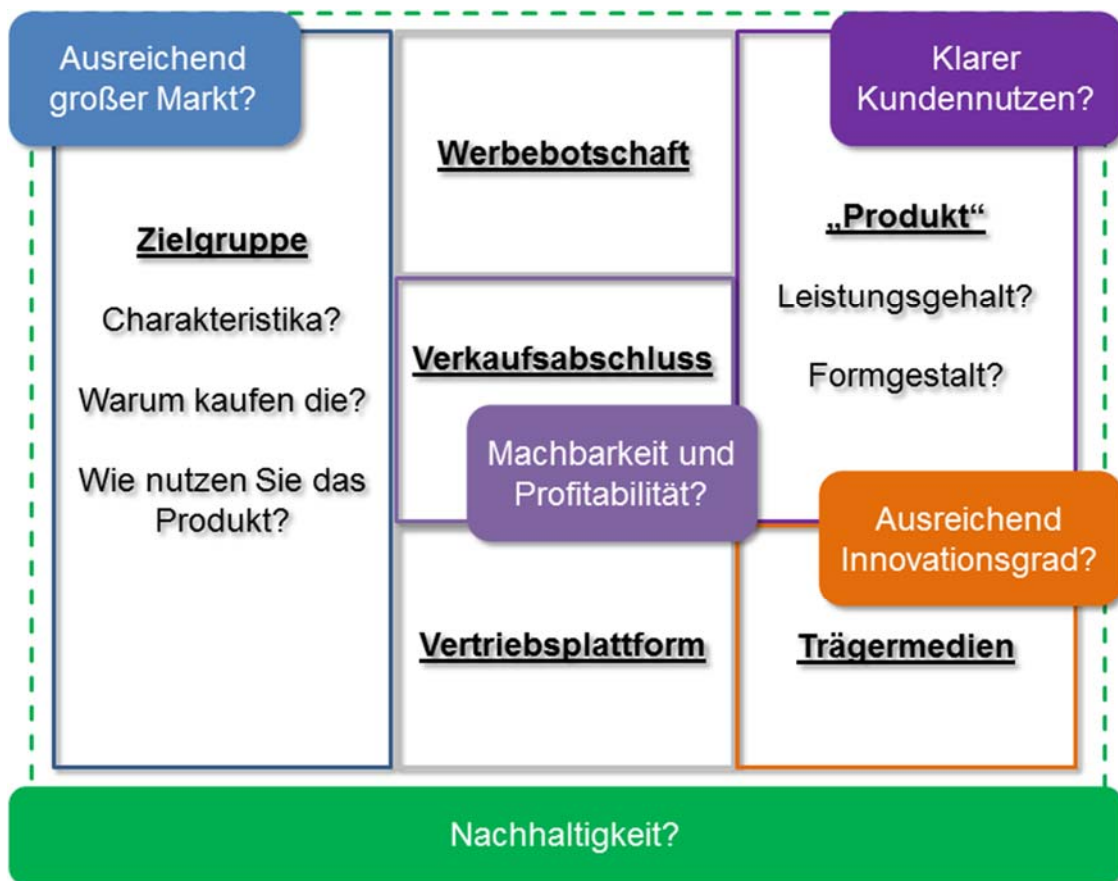 Ausreichend
großer Markt?
Zielgruppe
Charakteristika?
Warum kaufen die?
Wie nutzen Sie das
Produkt?
Werbebotschaft
Verkaufsabschluss
Machbarkeit und
Profitabilität?
Vertriebsplattform
Klarer
Kundennutzen?
„Produkt“
Leistungsgehalt?
Formgestalt?
Ausreichend
Innovationsgrad?
Trägermedien
Nachhaltigkeit?